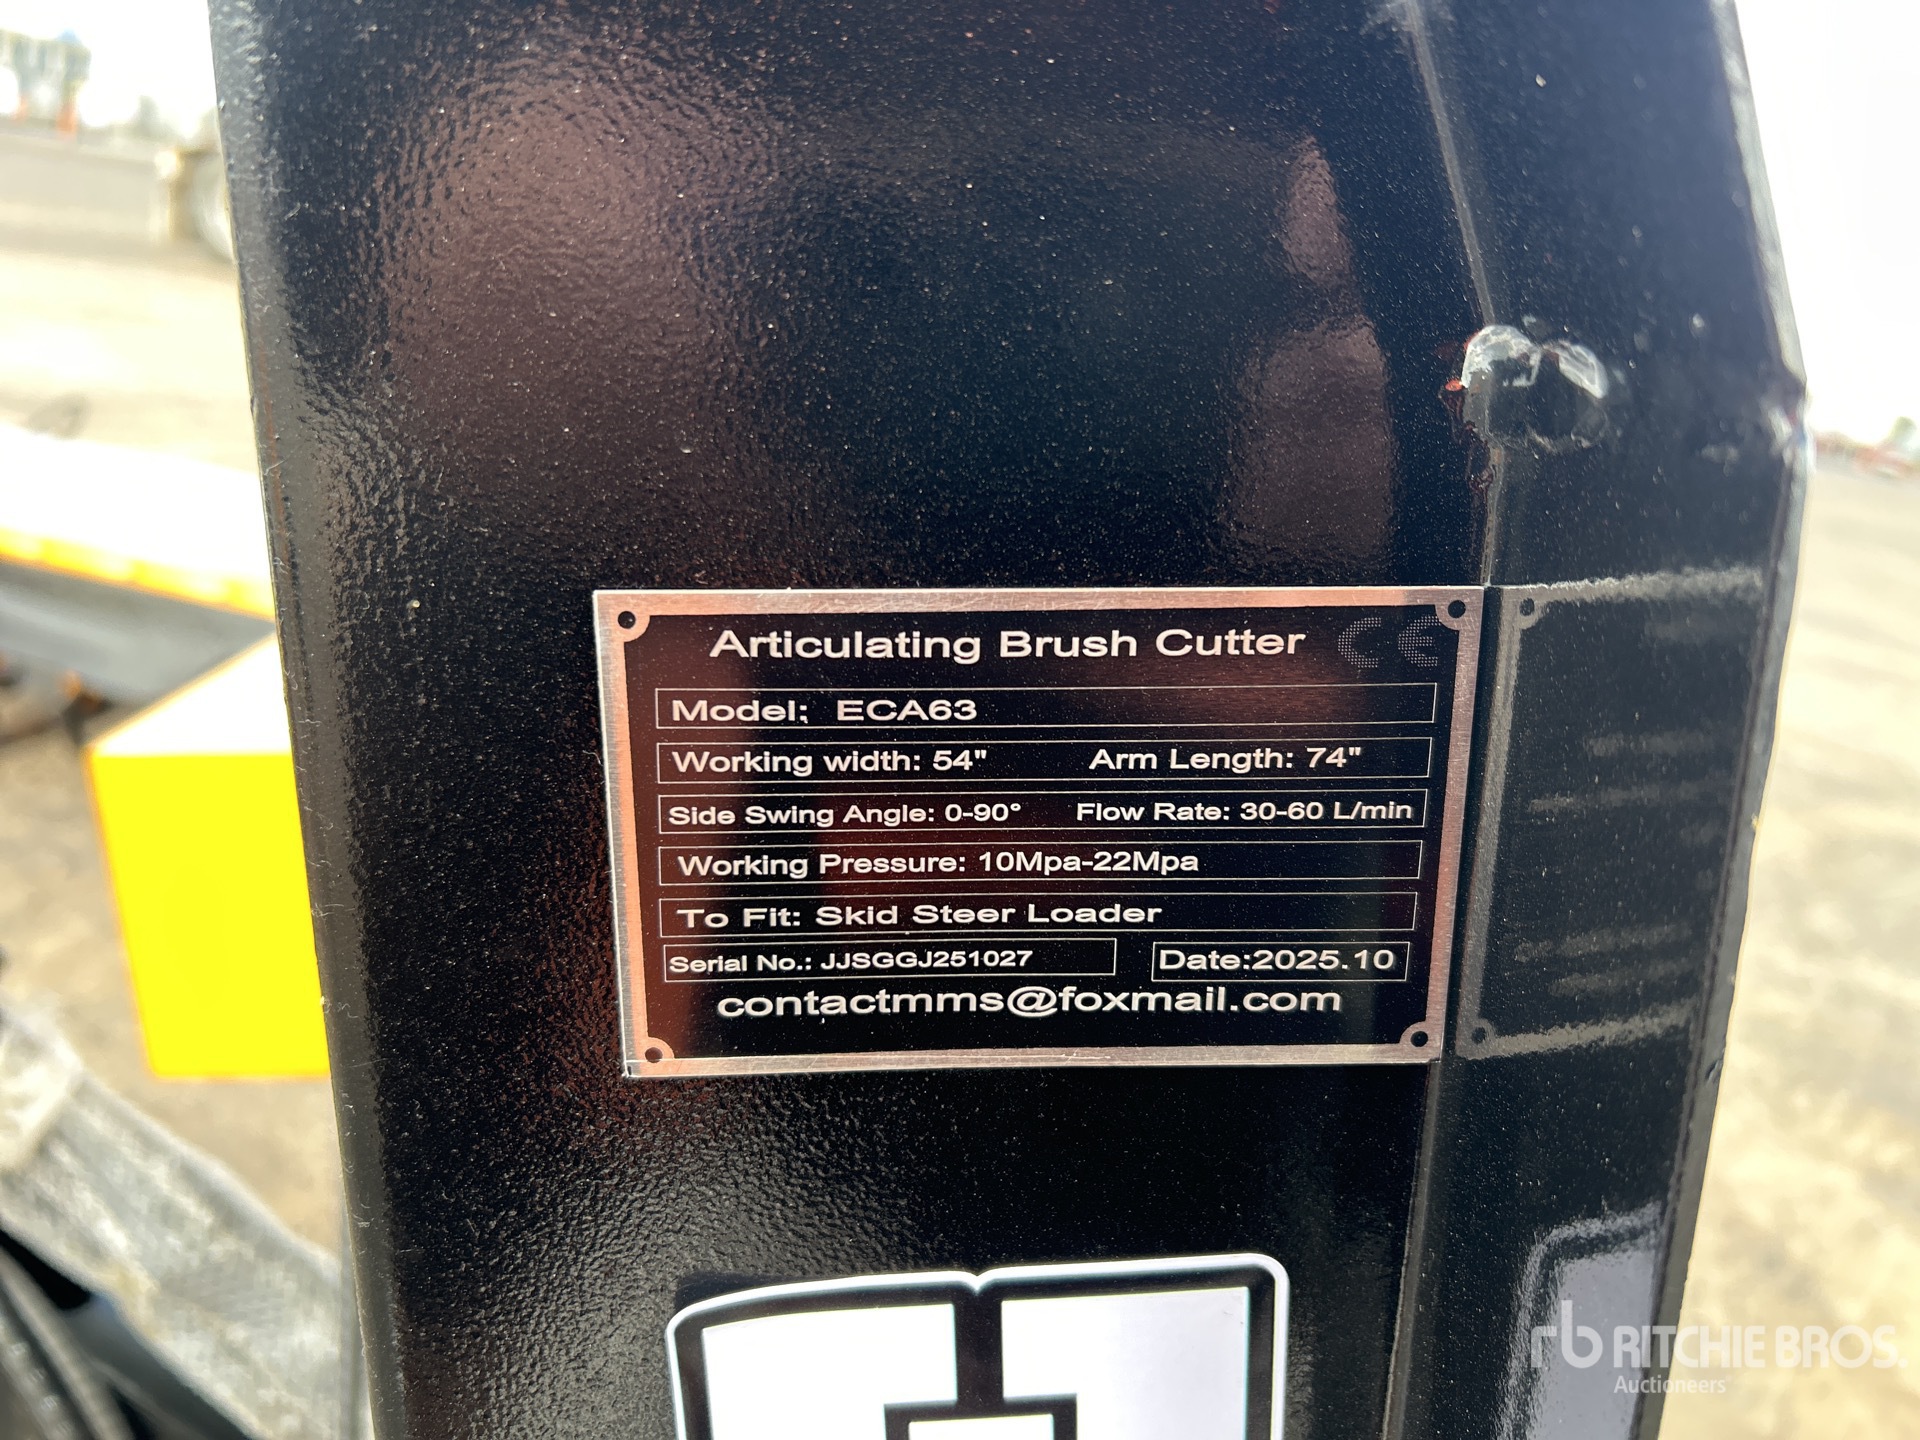 Articulating Brush Cutter CE
Model: ECA63
Working width: 54" Arm Length: 74"
Side Swing Angle: 0-90° Flow Rate: 30-60 L/min
Working Pressure: 10Mpa-22Mpa
To Fit: Skid Steer Loader
Serial No.: JJSGGJ251027 Date:2025.10
contactmms@foxmail.com
rb RITCHIE BROS.
Auctioneers